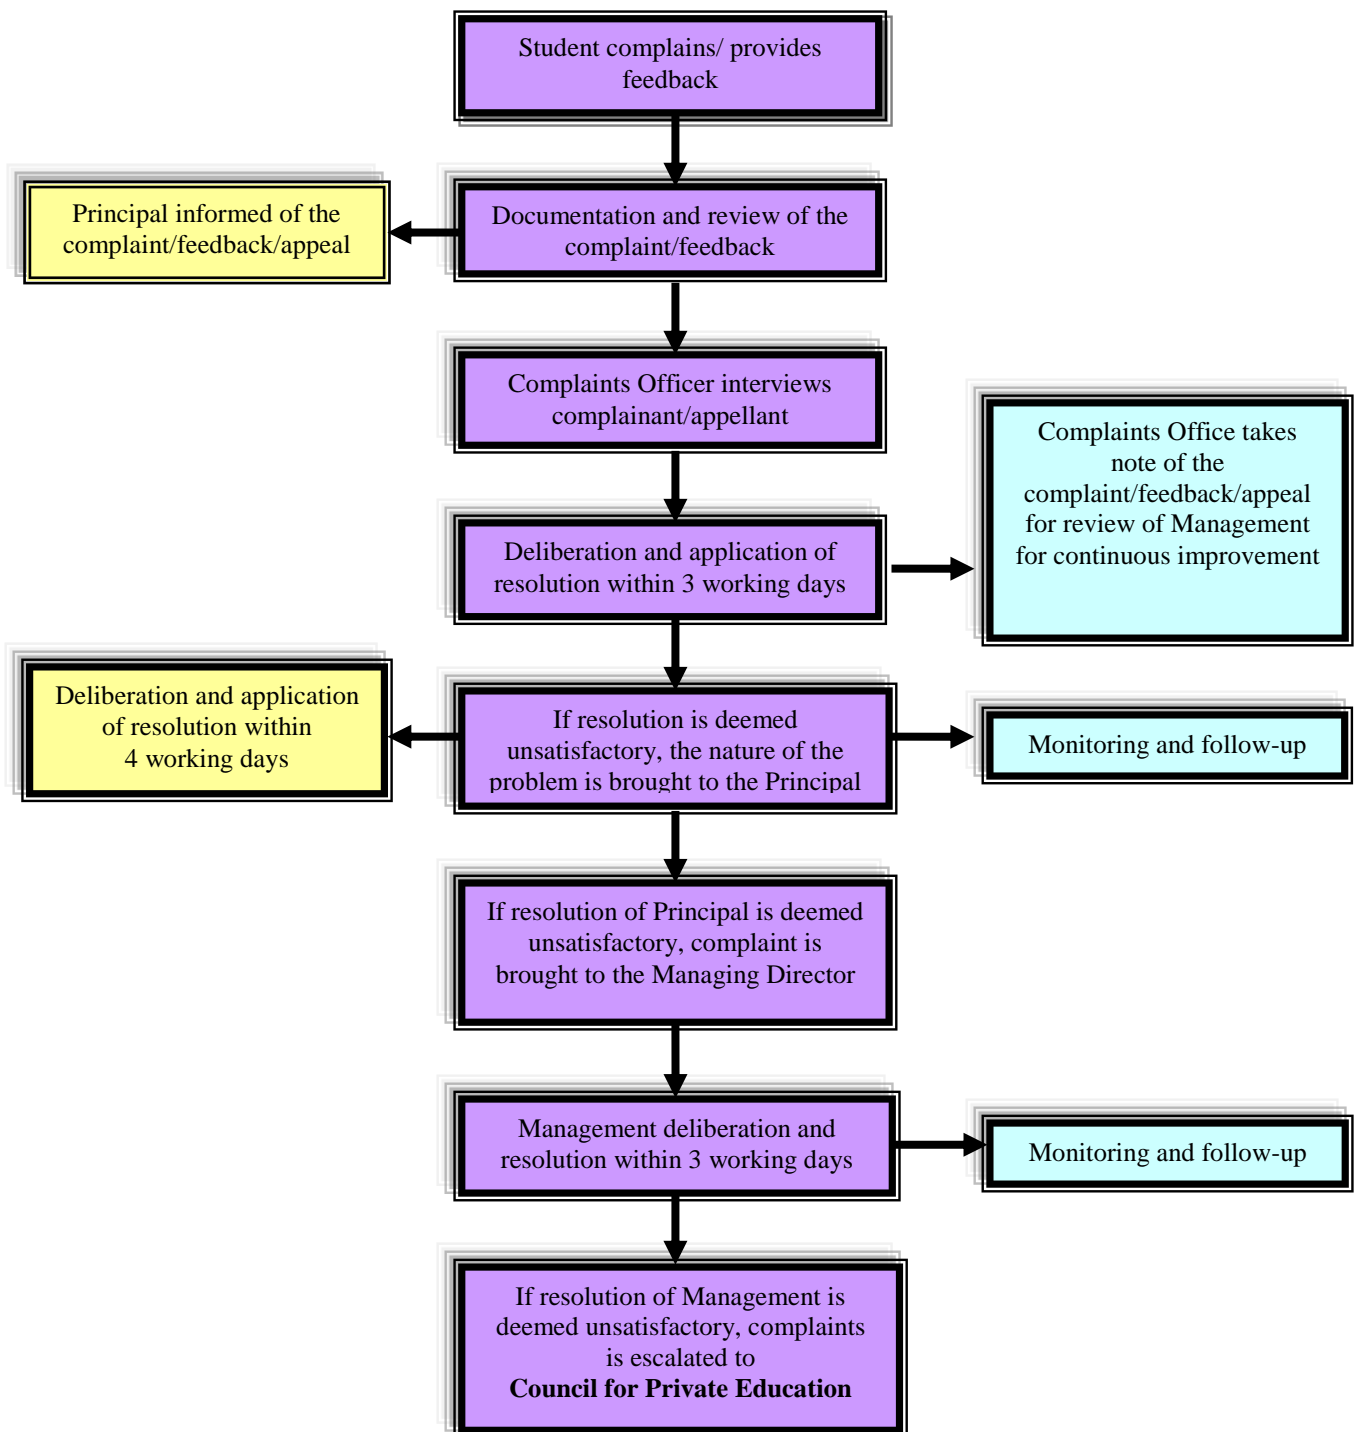 Student complains/ provides
feedback
Principal informed of the
complaint/feedback/appeal
Documentation and review of the
complaint/feedback
Complaints Officer interviews
complainant/appellant
Complaints Office takes
note of the
complaint/feedback/appeal
for review of Management
for continuous improvement
Deliberation and application of
resolution within 3 working days
Deliberation and application
of resolution within
4 working days
If resolution is deemed
unsatisfactory, the nature of the
problem is brought to the Principal
Monitoring and follow-up
If resolution of Principal is deemed
unsatisfactory, complaint is
brought to the Managing Director
Management deliberation and
resolution within 3 working days
Monitoring and follow-up
If resolution of Management is
deemed unsatisfactory, complaints
is escalated to
Council for Private Education